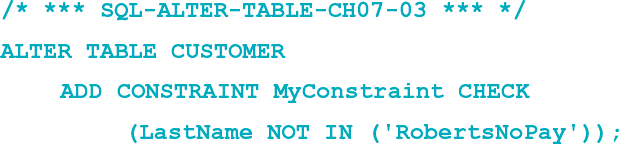 /* *** SQL-ALTER-TABLE-CH07-03 *** */
ALTER TABLE CUSTOMER
ADD CONSTRAINT MyConstraint CHECK
(LastName NOT IN ('RobertsNoPay'));